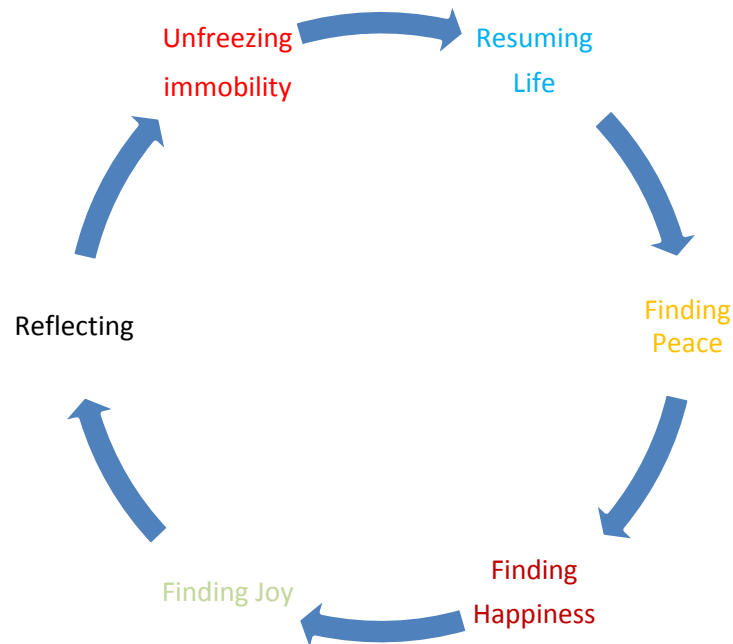 Unfreezing
immobility
Resuming
Life
Finding
Peace
Finding
Happiness
Finding Joy
Reflecting